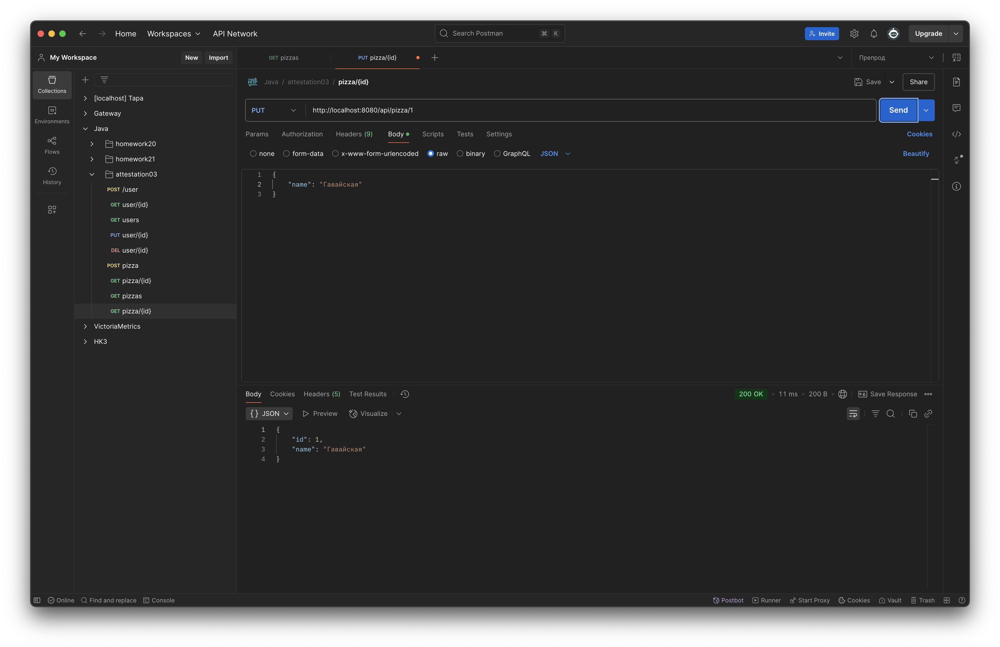 Home Workspaces API Network Search Postman ⌘ K Invite Upgrade
My Workspace New Import GET pizzas PUT pizza/{id} Препрод
Collections
Environments
Flows
History
[localhost] Тара
Gateway
Java
homework20
homework21
attestation03
POST /user
GET user/{id}
GET users
PUT user/{id}
DEL user/{id}
POST pizza
GET pizza/{id}
GET pizzas
GET pizza/{id}
VictoriaMetrics
НКЗ
HTTP Java / attestation03 / pizza/{id} Save Share
PUT http://localhost:8080/api/pizza/1 Send
Params Authorization Headers (9) Body Scripts Tests Settings Cookies
none form-data x-www-form-urlencoded raw binary GraphQL JSON Beautify
1 {
2 "name": "Гавайская"
3 }
Body Cookies Headers (5) Test Results 200 OK • 11 ms • 200 B • e.g. Save Response
{} JSON Preview Visualize
1 {
2 "id": 1,
3 "name": "Гавайская"
4 }
Online Find and replace Console Postbot Runner Start Proxy Cookies Vault Trash